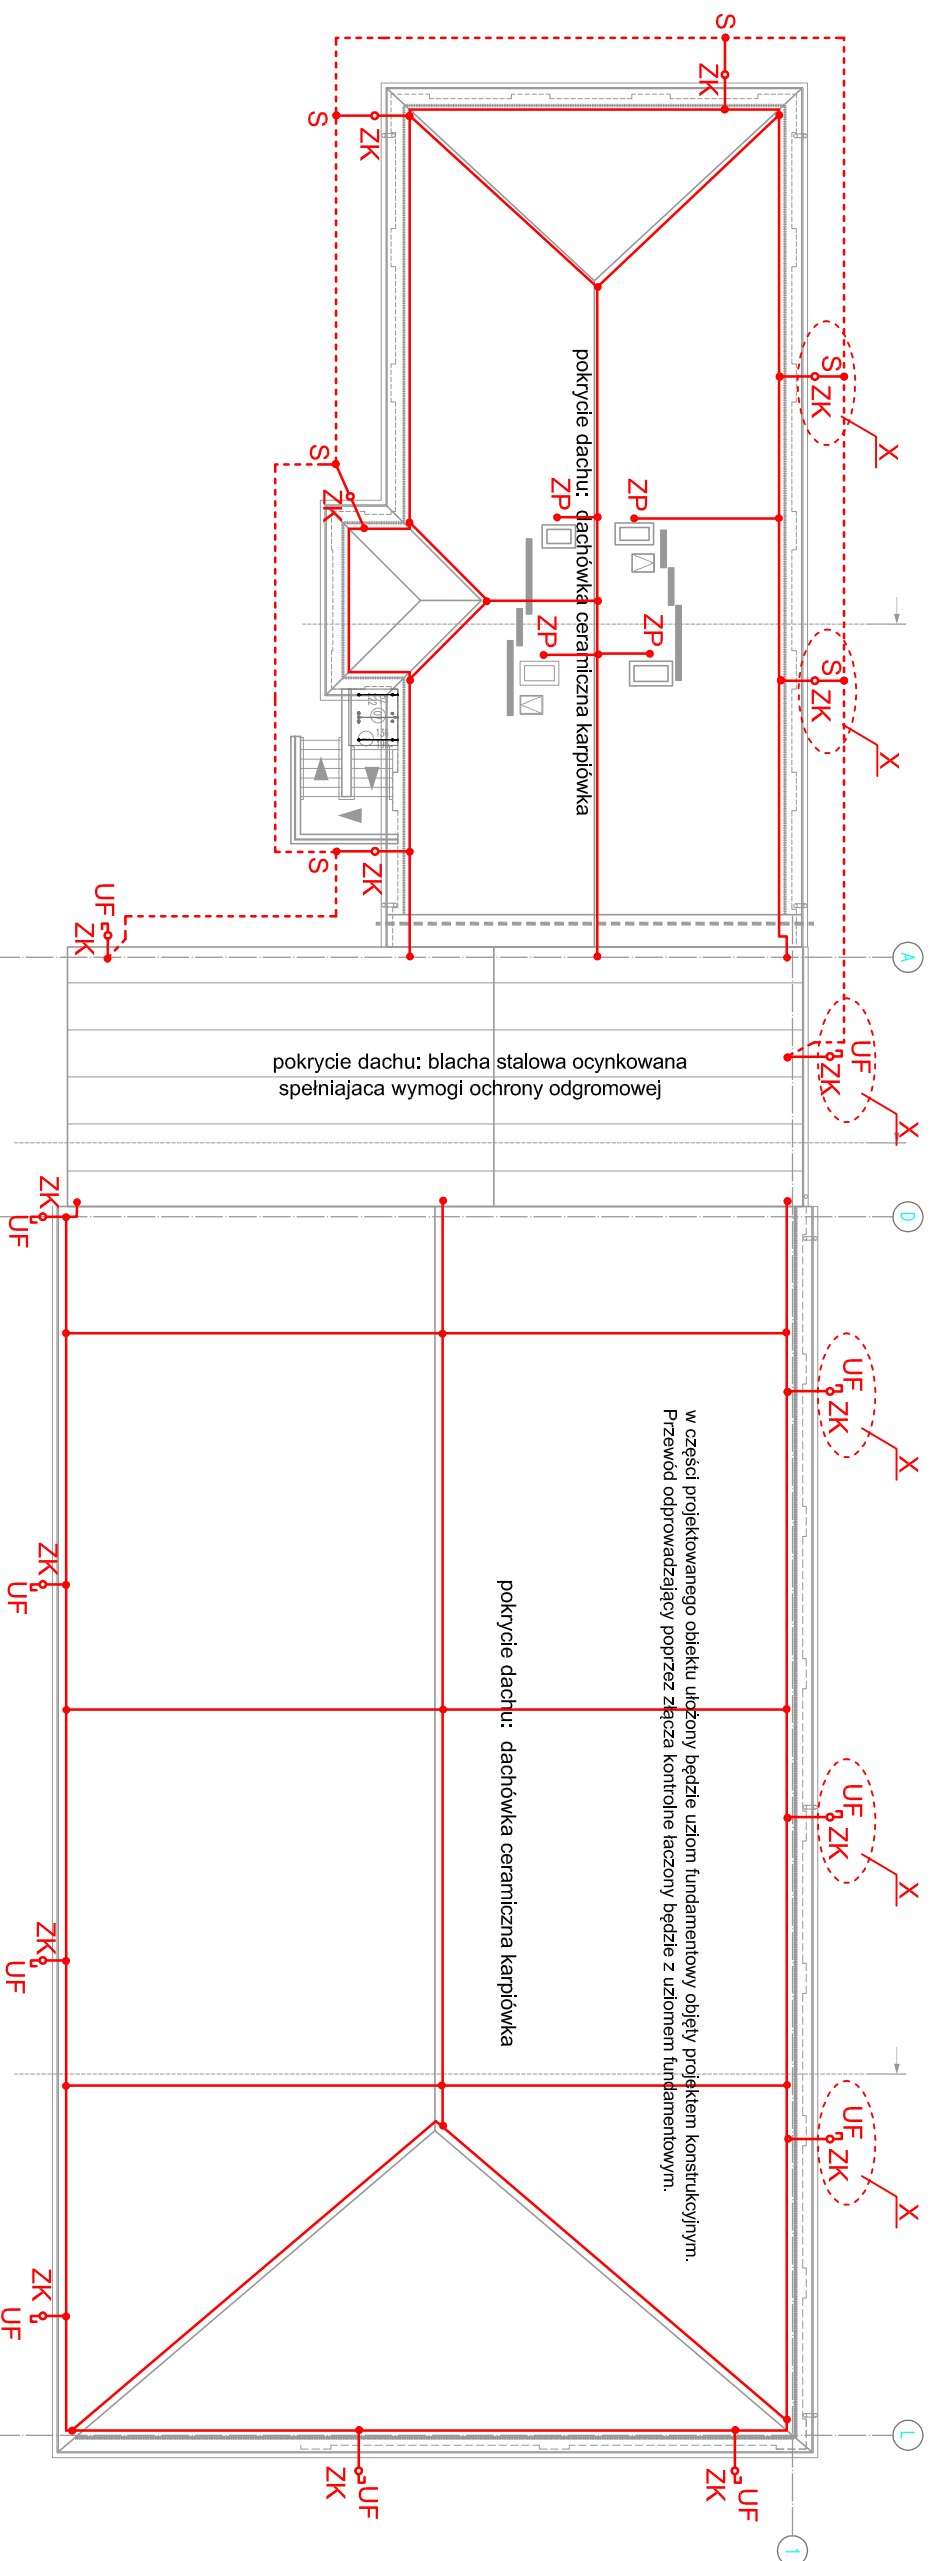 S
ZK
S
ZK
S
ZK
X
pokrycie dachu: dachówka ceramiczna karpiówka
S
ZK
ZP
ZP
ZP
ZP
S
ZK
X
S
ZK
UF
ZK
A
UF
ZK
X
pokrycie dachu: blacha stalowa ocynkowana
spełniajaca wymogi ochrony odgromowej
ZK
UF
D
UF
ZK
X
w części projektowanego obiektu ułożony będzie uziom fundamentowy objęty projektem konstrukcyjnym.
Przewód odprowadzający poprzez złącza kontrolne łaczony będzie z uziomem fundamentowym.
ZK
UF
pokrycie dachu: dachówka ceramiczna karpiówka
UF
ZK
X
ZK
UF
UF
ZK
X
ZK
UF
L
ZK
UF
ZK
UF
1